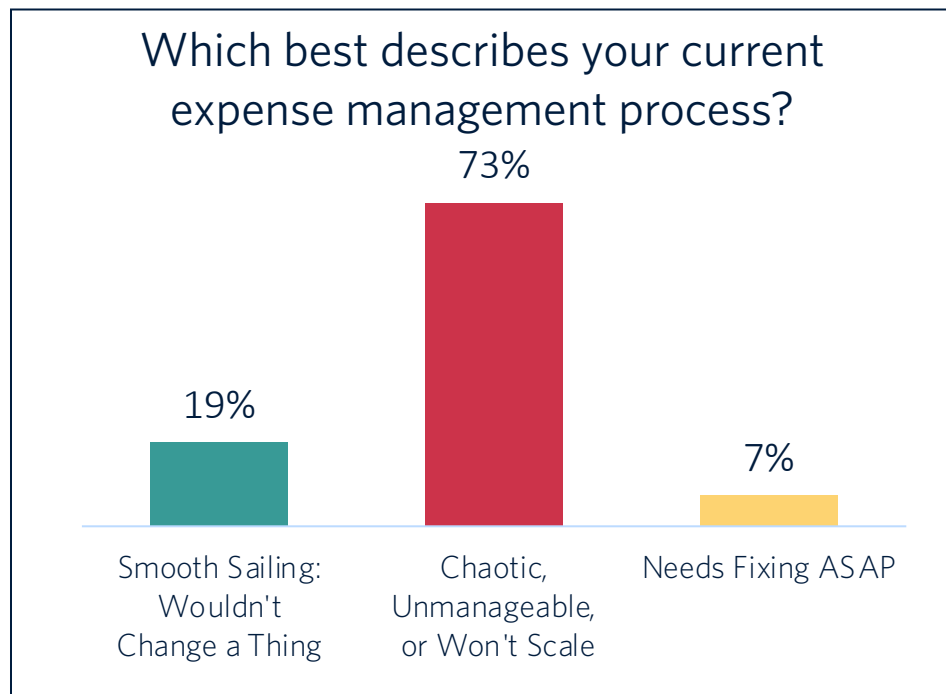 Which best describes your current
expense management process?
73%
19%
7%
Smooth Sailing:
Wouldn't
Change a Thing
Chaotic,
Unmanageable,
or Won't Scale
Needs Fixing ASAP